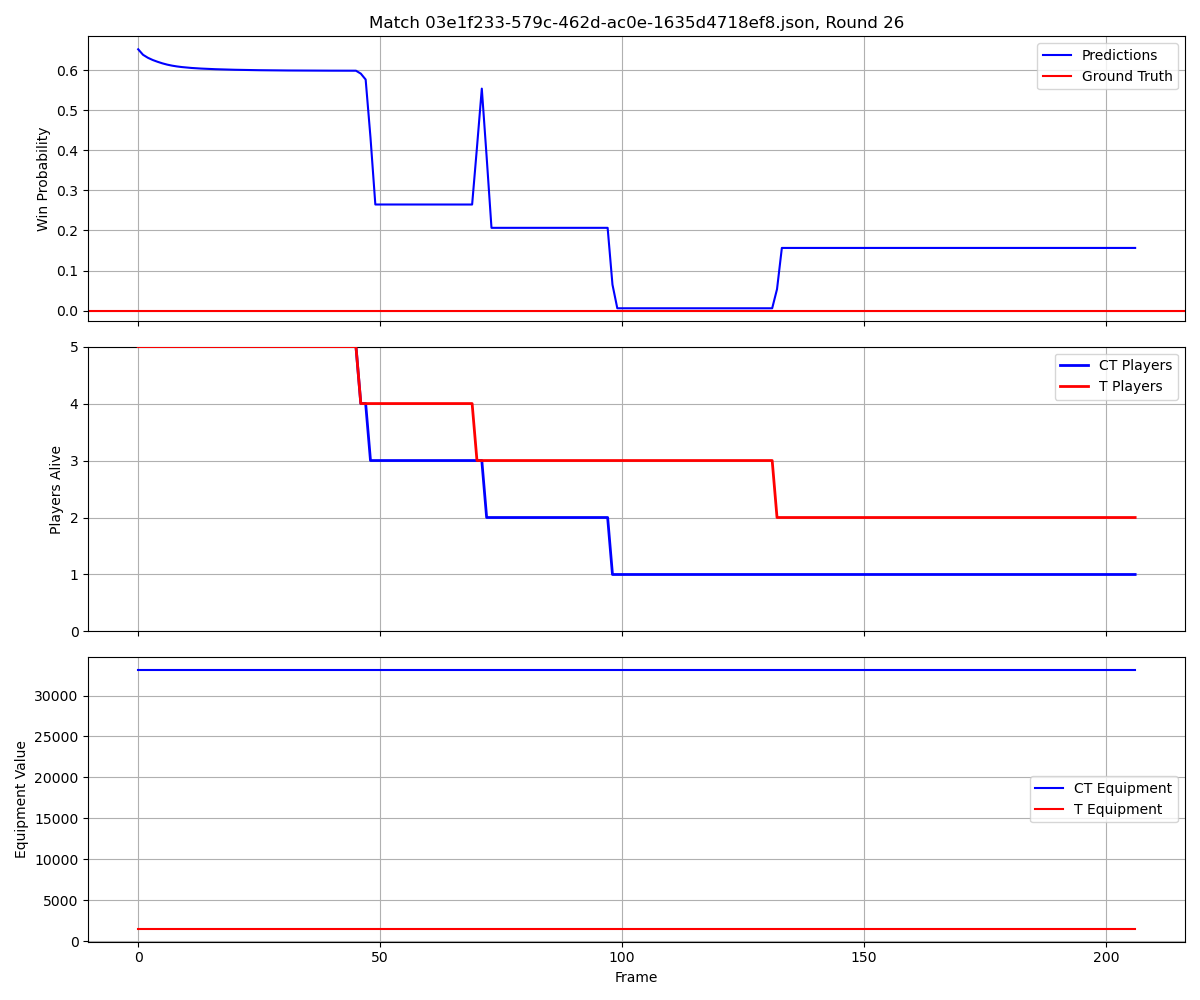 Match 03e1f233-579c-462d-ac0e-1635d4718ef8.json, Round 26
Win Probability
0.6
0.5
0.4
0.3
0.2
0.1
0.0
Predictions
Ground Truth
Players Alive
5
4
3
2
1
0
CT Players
T Players
Equipment Value
30000
25000
20000
15000
10000
5000
0
CT Equipment
T Equipment
0 50 100 150 200
Frame